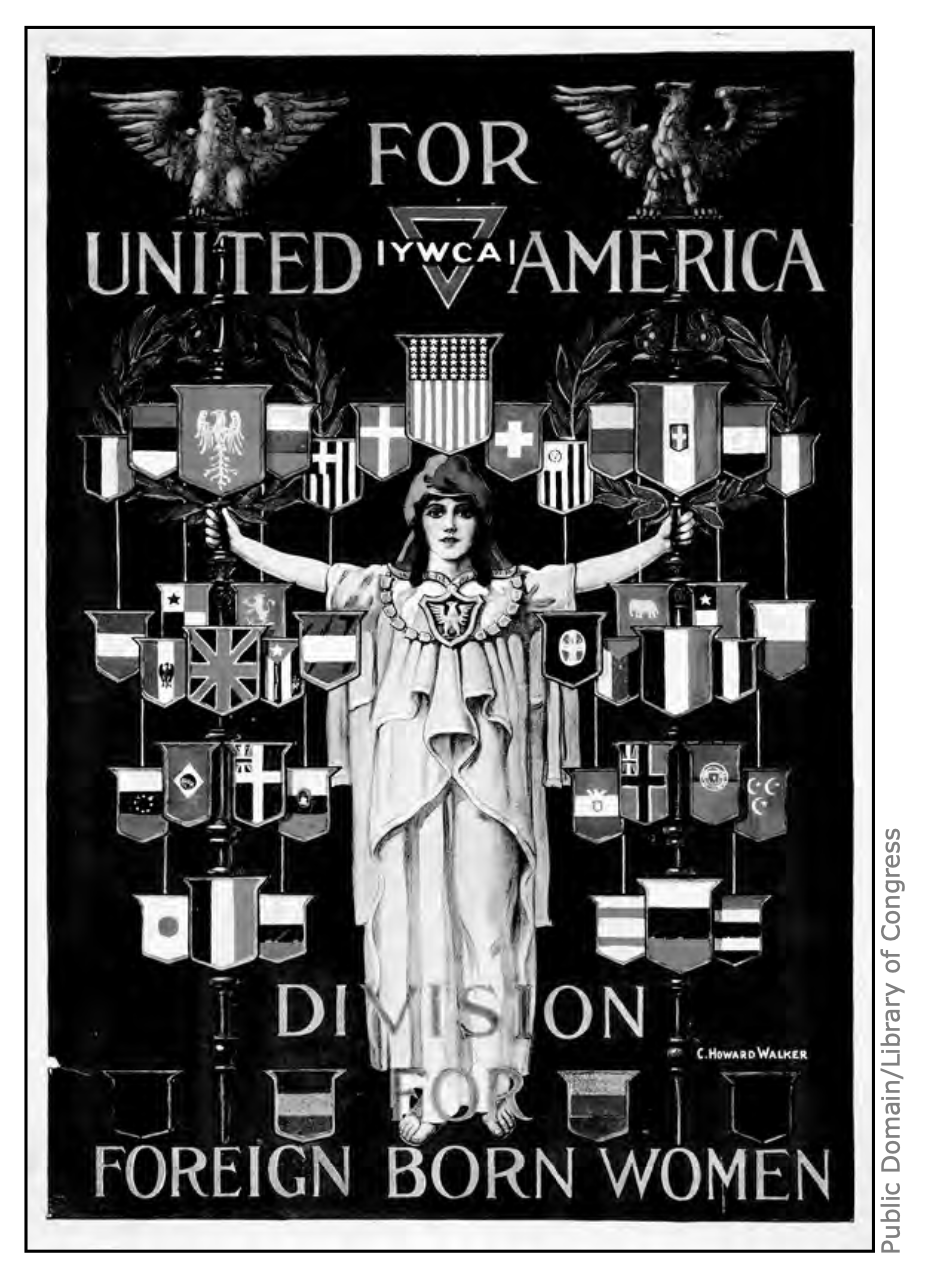 FOR
UNITED YWCA AMERICA
DIVISION
C. HOWARD WALKER
FOR
FOREIGN BORN WOMEN
Public Domain/Library of Congress